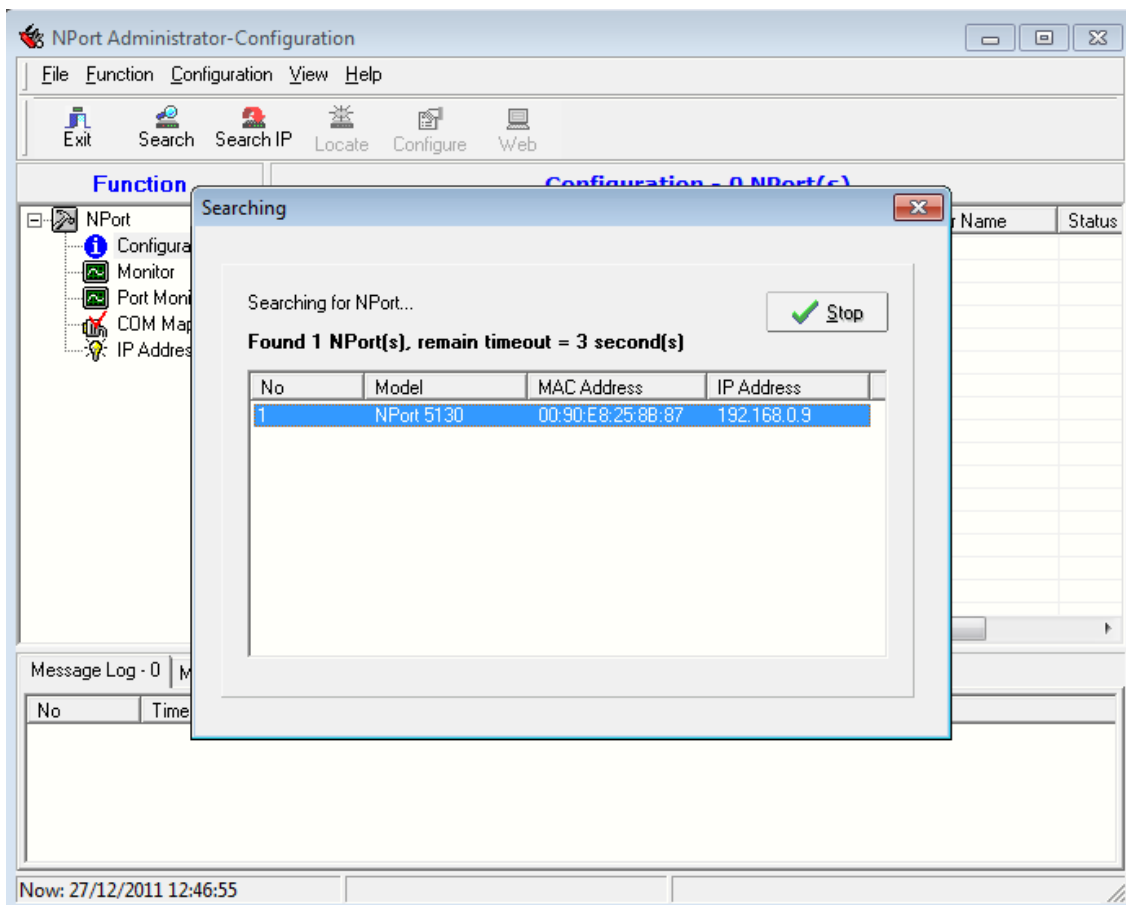 NPort Administrator-Configuration
File Function Configuration View Help
Exit Search Search IP Locate Configure Web
Function Configuration - 0 NPort(s)
Searching
NPort r Name Status
Configura
Monitor
Port Moni
COM Map
IP Addres
Searching for NPort...
Stop
Found 1 NPort(s), remain timeout = 3 second(s)
No Model MAC Address IP Address
1 NPort 5130 00:90:E8:25:8B:87 192.168.0.9
Message Log - 0 M
No Time
Now: 27/12/2011 12:46:55